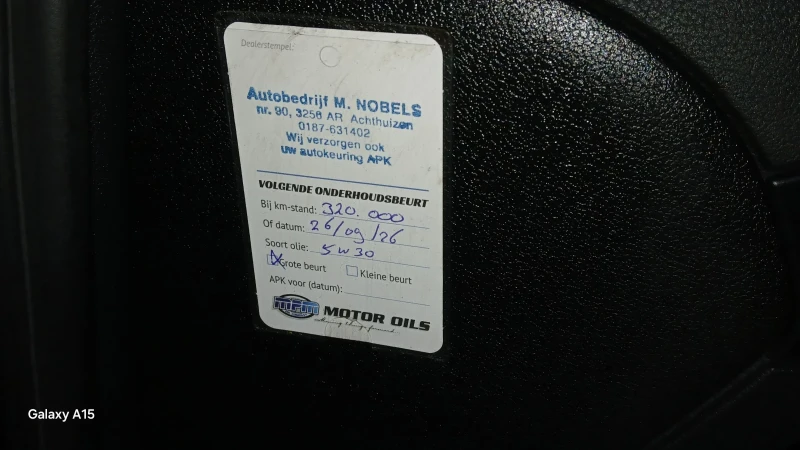 Dealerstempel:
Autobedrijf M. NOBELS
nr. 90, 3256 AR Achthuizen
0187-631402
Wij verzorgen ook
uw autokeuring APK
VOLGENDE ONDERHOUDSBEURT
Bij km-stand: 320.000
Of datum: 26/09/26
Soort olie: 5w30
Grote beurt Kleine beurt
APK voor (datum):
MPM MOTOR OILS
Galaxy A15